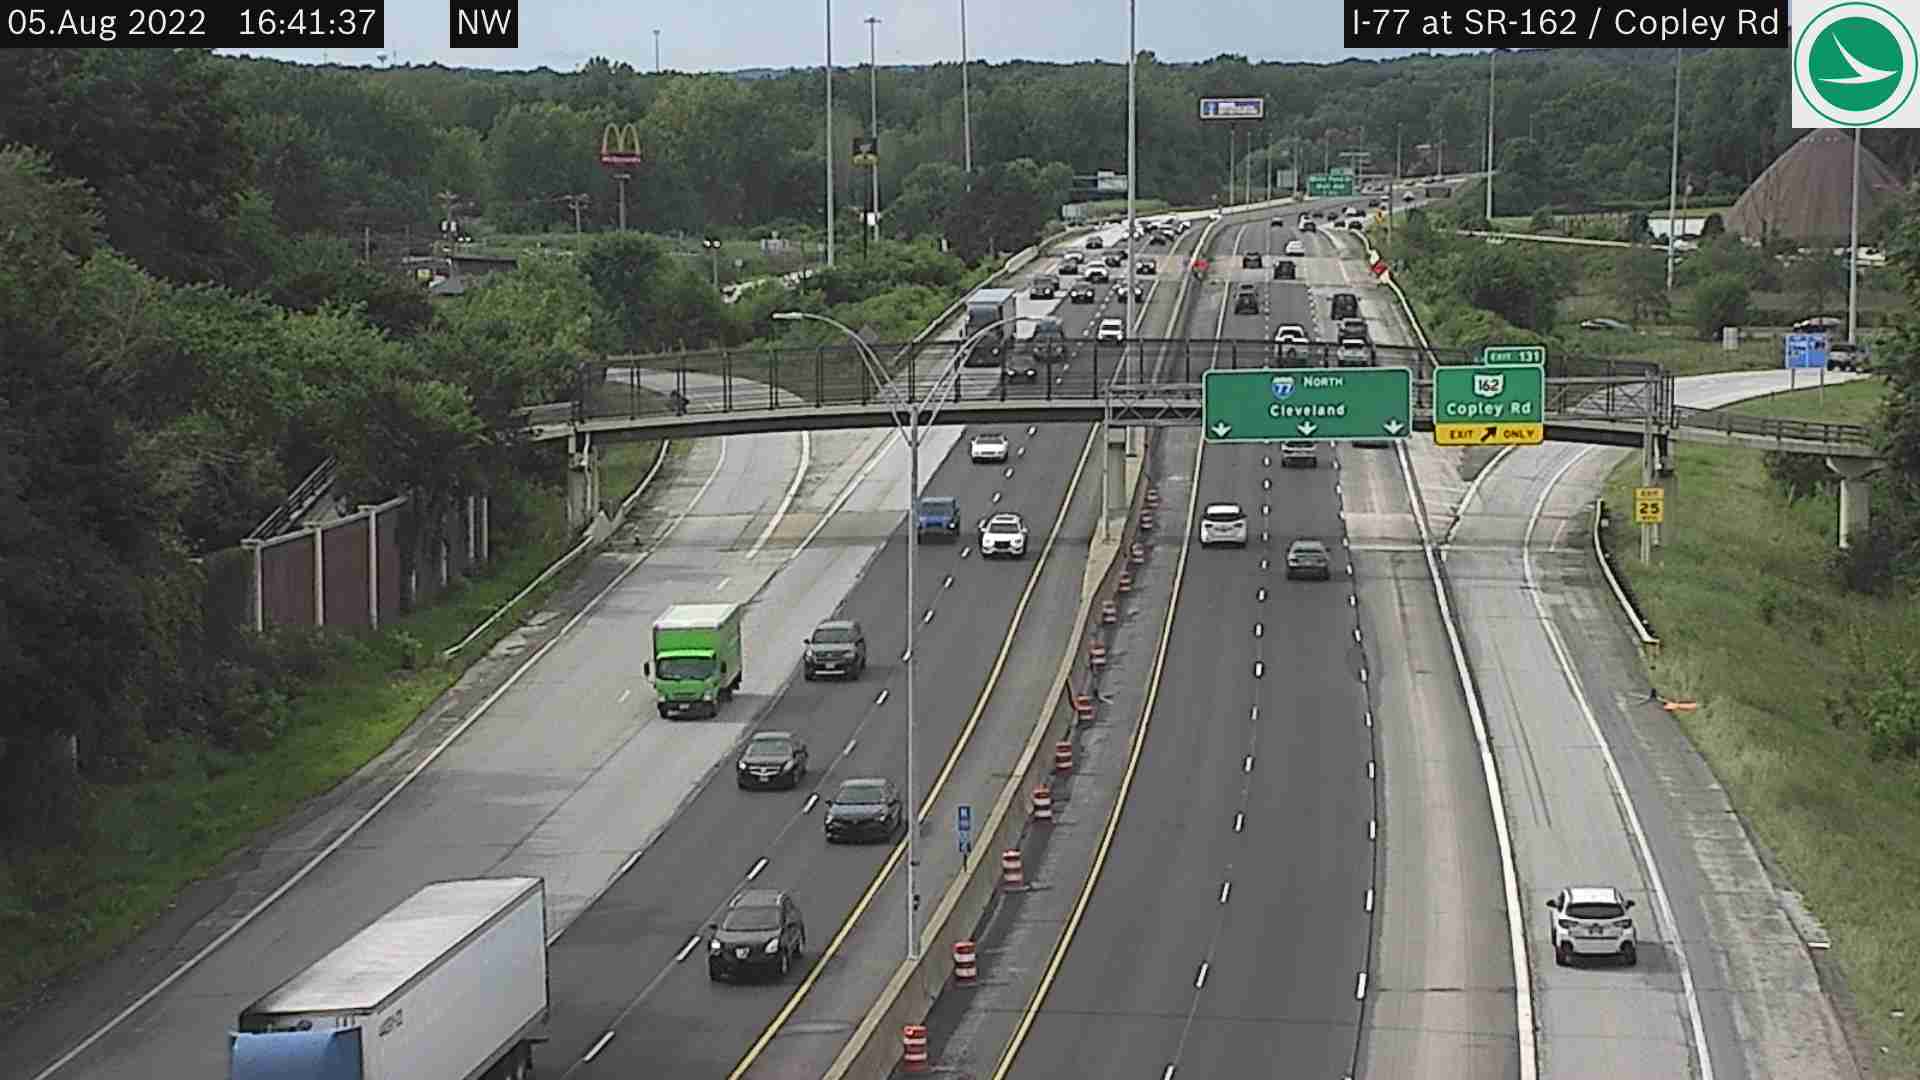 05.Aug 2022 16:41:37
NW
I-77 at SR-162 / Copley Rd
McDonald's
EXIT 131
77 NORTH
Cleveland
162
Copley Rd
EXIT ONLY
EXIT
25